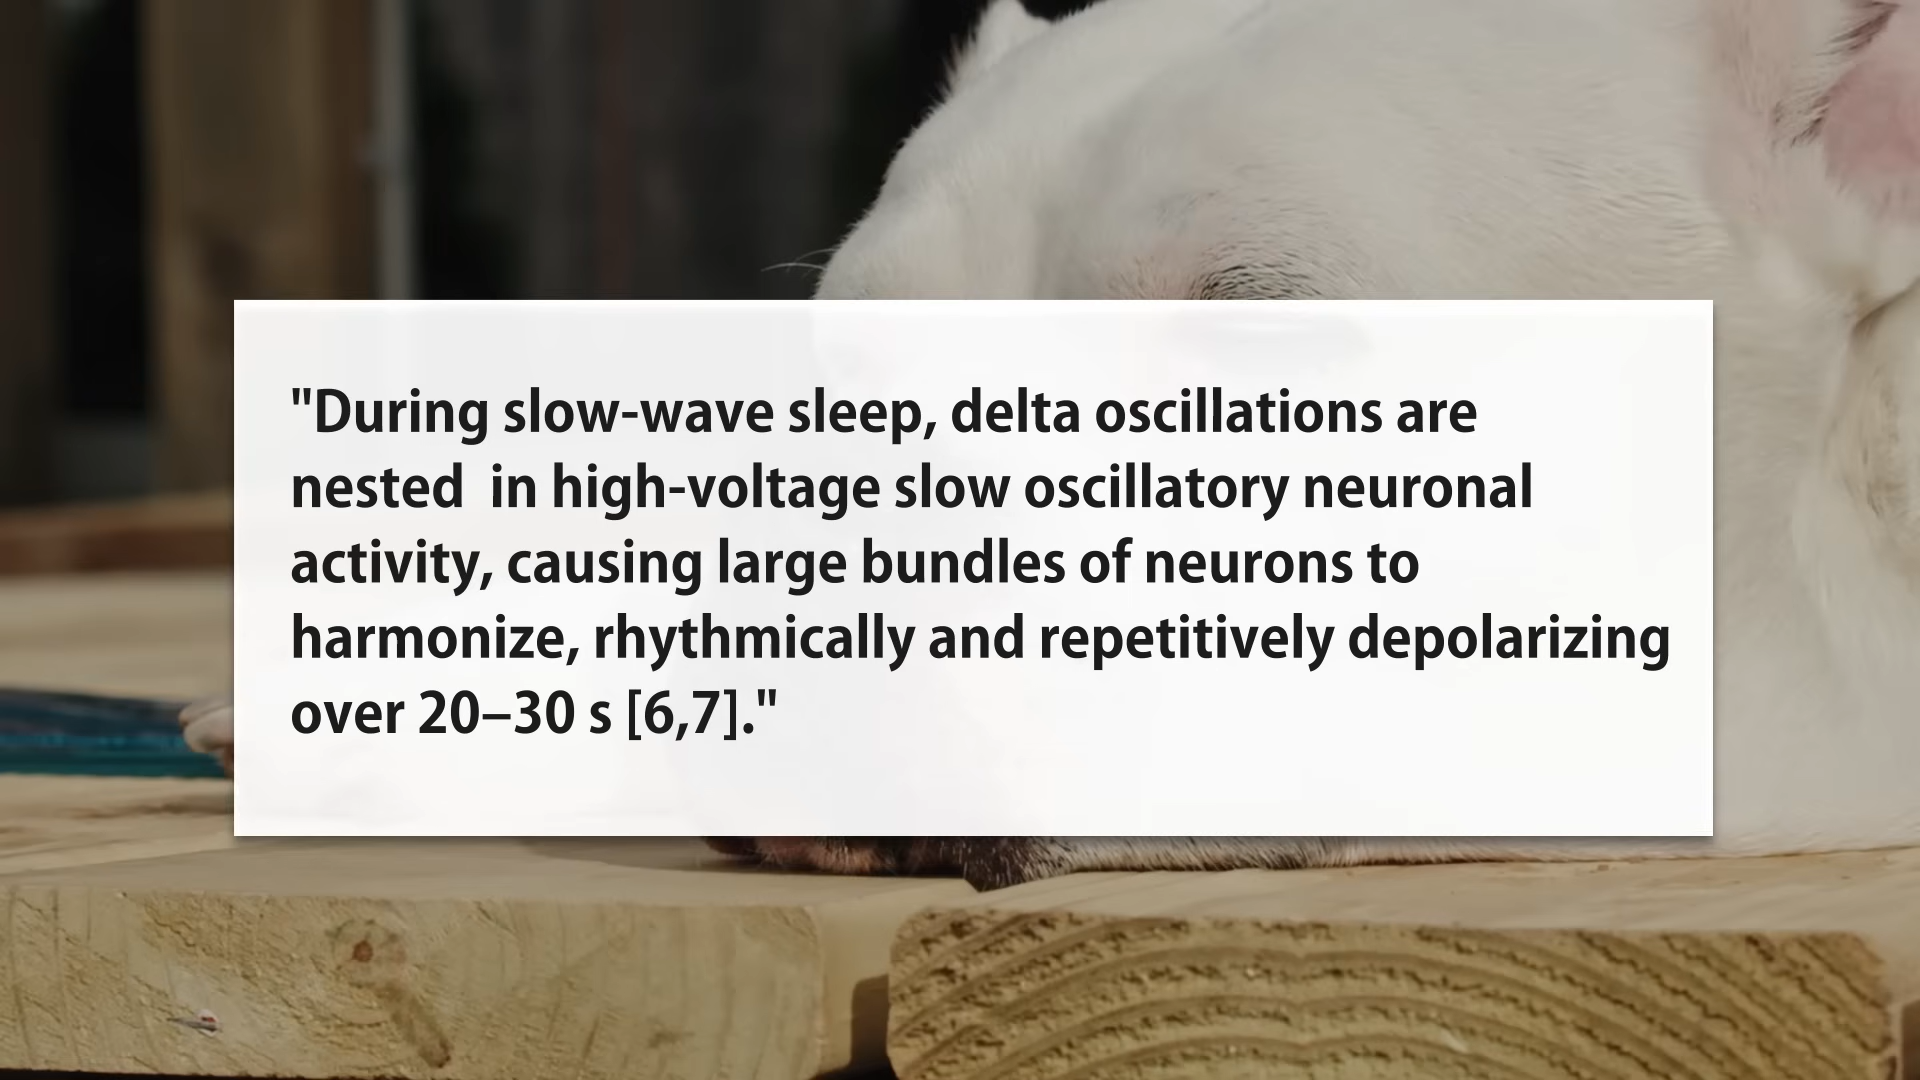 "During slow-wave sleep, delta oscillations are
nested  in high-voltage slow oscillatory neuronal
activity, causing large bundles of neurons to
harmonize, rhythmically and repetitively depolarizing
over 20–30 s [6,7]."